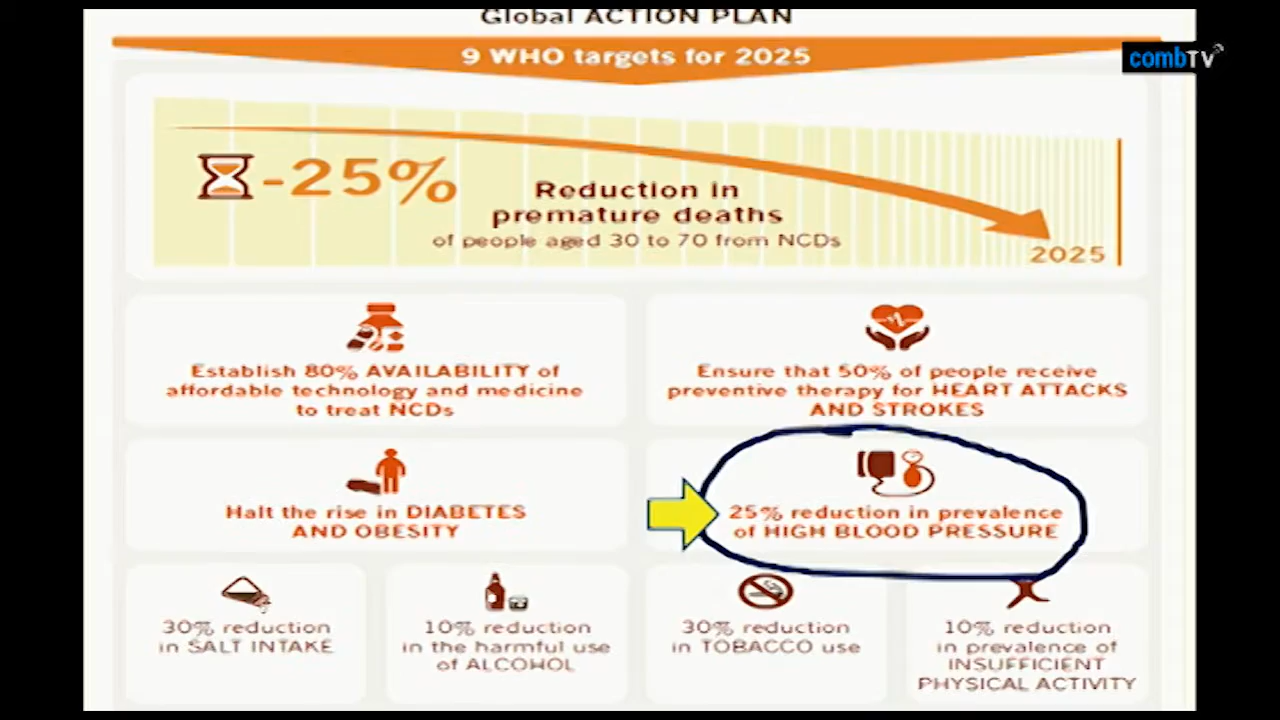 Global ACTION PLAN
9 WHO targets for 2025
combTV
-25%
Reduction in
premature deaths
of people aged 30 to 70 from NCDs
2025
Establish 80% AVAILABILITY of
affordable technology and medicine
to treat NCDs
Ensure that 50% of people receive
preventive therapy for HEART ATTACKS
AND STROKES
Halt the rise in DIABETES
AND OBESITY
25% reduction in prevalence
of HIGH BLOOD PRESSURE
30% reduction
in SALT INTAKE
10% reduction
in the harmful use
of ALCOHOL
30% reduction
in TOBACCO use
10% reduction
in prevalence of
INSUFFICIENT
PHYSICAL ACTIVITY